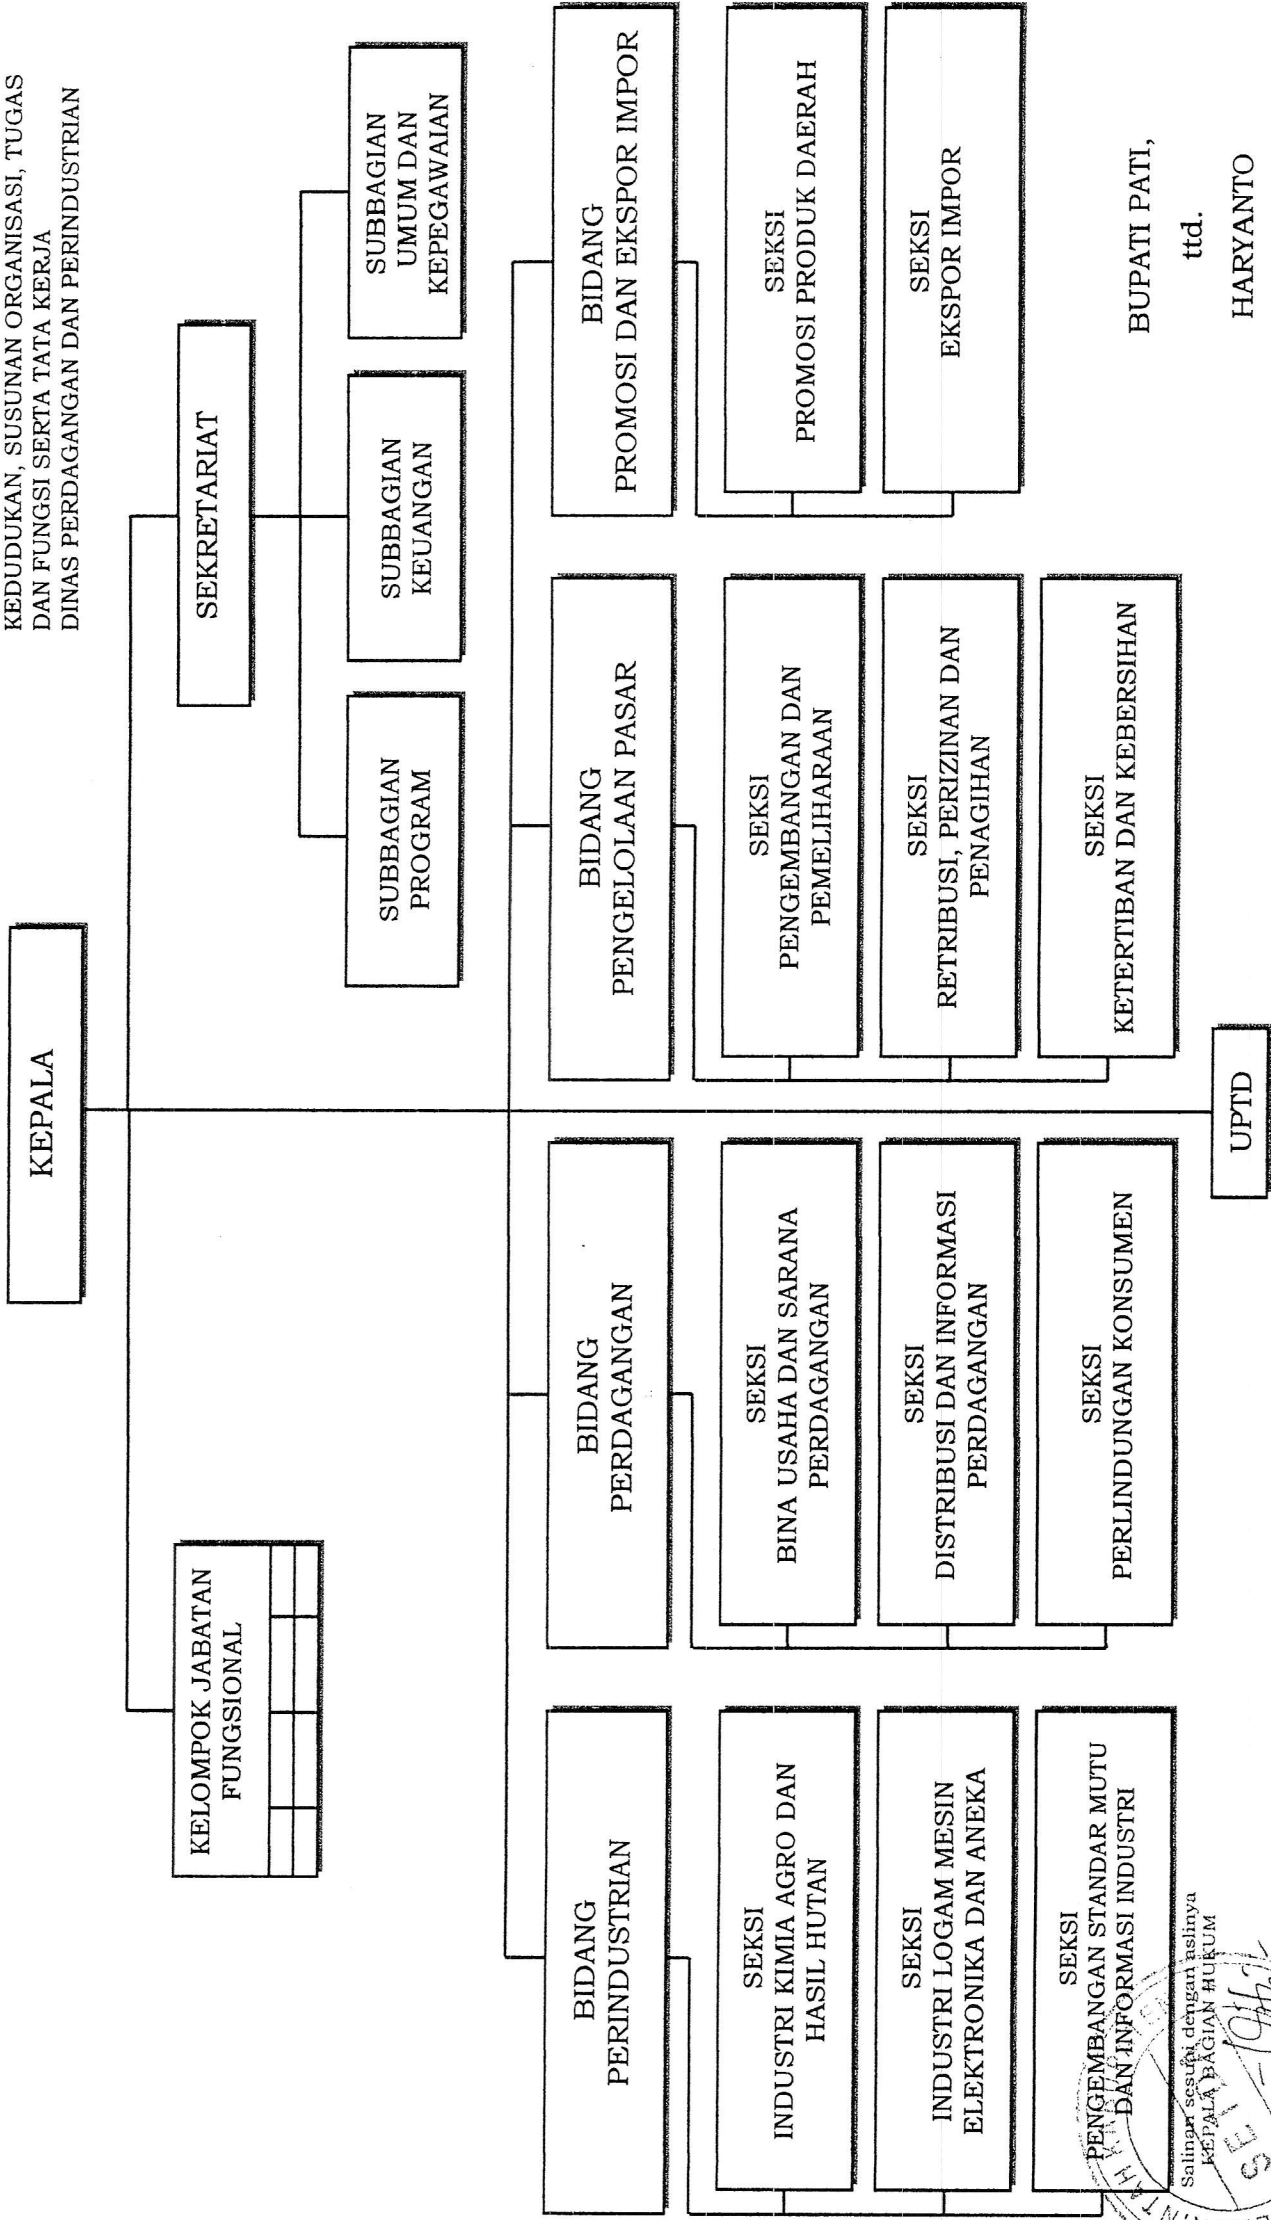 KEDUDUKAN, SUSUNAN ORGANISASI, TUGAS
DAN FUNGSI SERTA TATA KERJA
DINAS PERDAGANGAN DAN PERINDUSTRIAN
KEPALA
KELOMPOK JABATAN
FUNGSIONAL
SEKRETARIAT
SUBBAGIAN
PROGRAM
SUBBAGIAN
KEUANGAN
SUBBAGIAN
UMUM DAN
KEPEGAWAIAN
BIDANG
PERINDUSTRIAN
SEKSI
INDUSTRI KIMIA AGRO DAN
HASIL HUTAN
SEKSI
INDUSTRI LOGAM MESIN
ELEKTRONIKA DAN ANEKA
SEKSI
PENGEMBANGAN STANDAR MUTU
DAN INFORMASI INDUSTRI
BIDANG
PERDAGANGAN
SEKSI
BINA USAHA DAN SARANA
PERDAGANGAN
SEKSI
DISTRIBUSI DAN INFORMASI
PERDAGANGAN
SEKSI
PERLINDUNGAN KONSUMEN
BIDANG
PENGELOLAAN PASAR
SEKSI
PENGEMBANGAN DAN
PEMELIHARAAN
SEKSI
RETRIBUSI, PERIZINAN DAN
PENAGIHAN
SEKSI
KETERTIBAN DAN KEBERSIHAN
BIDANG
PROMOSI DAN EKSPOR IMPOR
SEKSI
PROMOSI PRODUK DAERAH
SEKSI
EKSPOR IMPOR
UPTD
Salinan sesuai dengan aslinya
KEPALA BAGIAN HUKUM
BUPATI PATI,
ttd.
HARYANTO